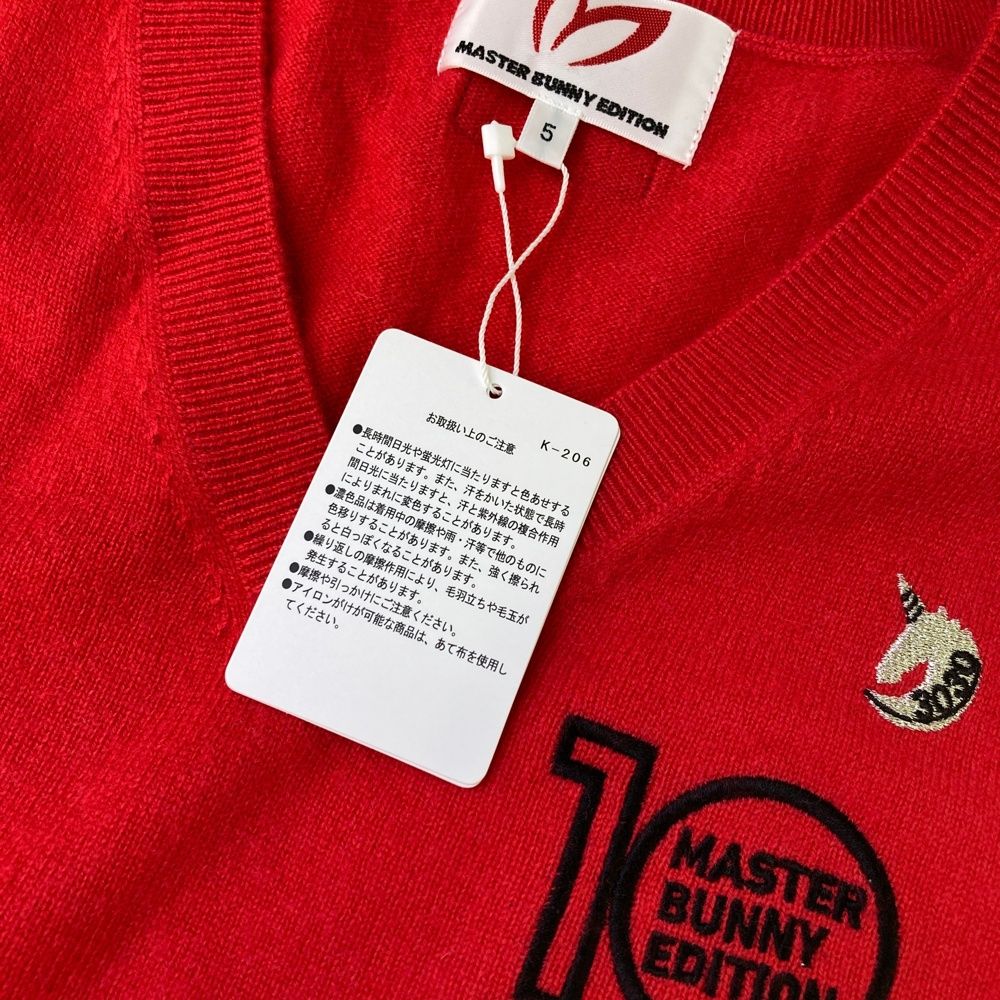 MASTER BUNNY EDITION
5
お取扱い上のご注意 K-206
●長時間日光や蛍光灯に当たりますと色あせする
ことがあります。また、汗をかいた状態で長時
間日光に当たりますと、汗と紫外線の複合作用
によりまれに変色することがあります。
●濃色品は着用中の摩擦や雨・汗等で他のものに
色移りすることがあります。また、強く擦られ
ると白っぽくなることがあります。
●繰り返しの摩擦作用により、毛羽立ちや毛玉が
発生することがあります。
●摩擦や引っかけにご注意ください。
●アイロンがけが可能な商品は、あて布を使用し
てください。
3030
10
MASTER
BUNNY
EDITION